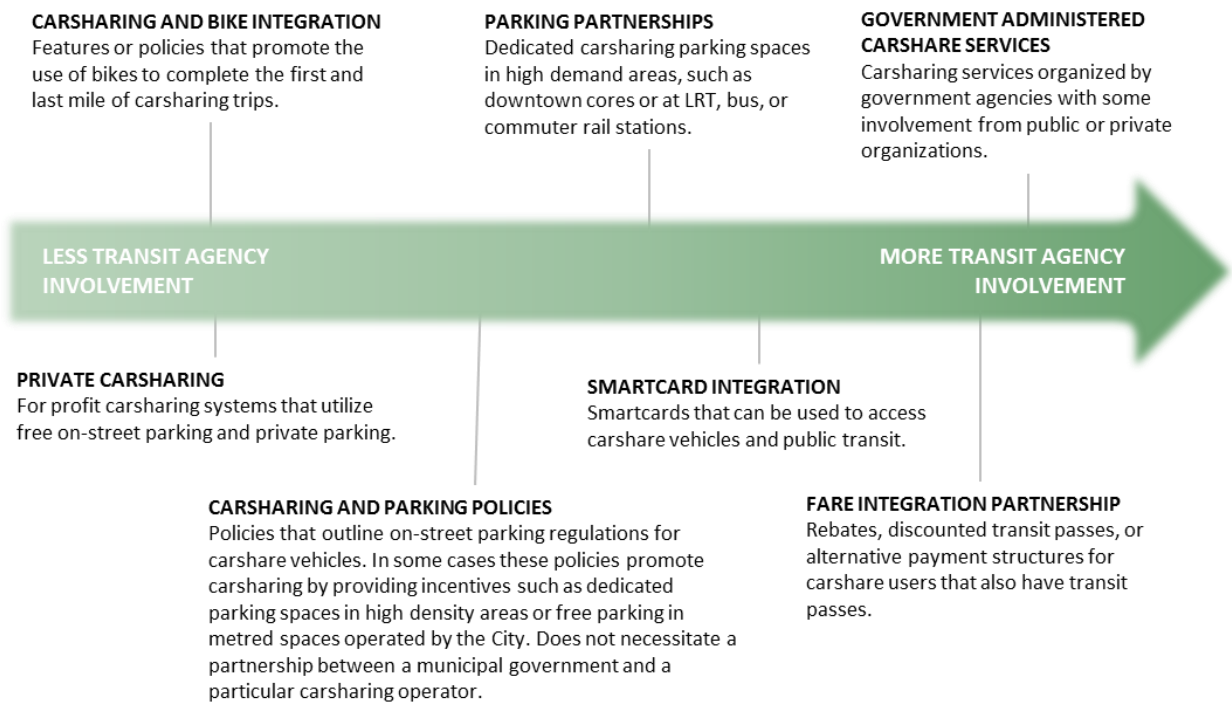 CARSHARING AND BIKE INTEGRATION
Features or policies that promote the
use of bikes to complete the first and
last mile of carsharing trips.
PARKING PARTNERSHIPS
Dedicated carsharing parking spaces
in high demand areas, such as
downtown cores or at LRT, bus, or
commuter rail stations.
GOVERNMENT ADMINISTERED
CARSHARE SERVICES
Carsharing services organized by
government agencies with some
involvement from public or private
organizations.
LESS TRANSIT AGENCY
INVOLVEMENT
MORE TRANSIT AGENCY
INVOLVEMENT
PRIVATE CARSHARING
For profit carsharing systems that utilize
free on-street parking and private parking.
SMARTCARD INTEGRATION
Smartcards that can be used to access
carshare vehicles and public transit.
CARSHARING AND PARKING POLICIES
Policies that outline on-street parking regulations for
carshare vehicles. In some cases these policies promote
carsharing by providing incentives such as dedicated
parking spaces in high density areas or free parking in
metred spaces operated by the City. Does not necessitate a
partnership between a municipal government and a
particular carsharing operator.
FARE INTEGRATION PARTNERSHIP
Rebates, discounted transit passes, or
alternative payment structures for
carshare users that also have transit
passes.